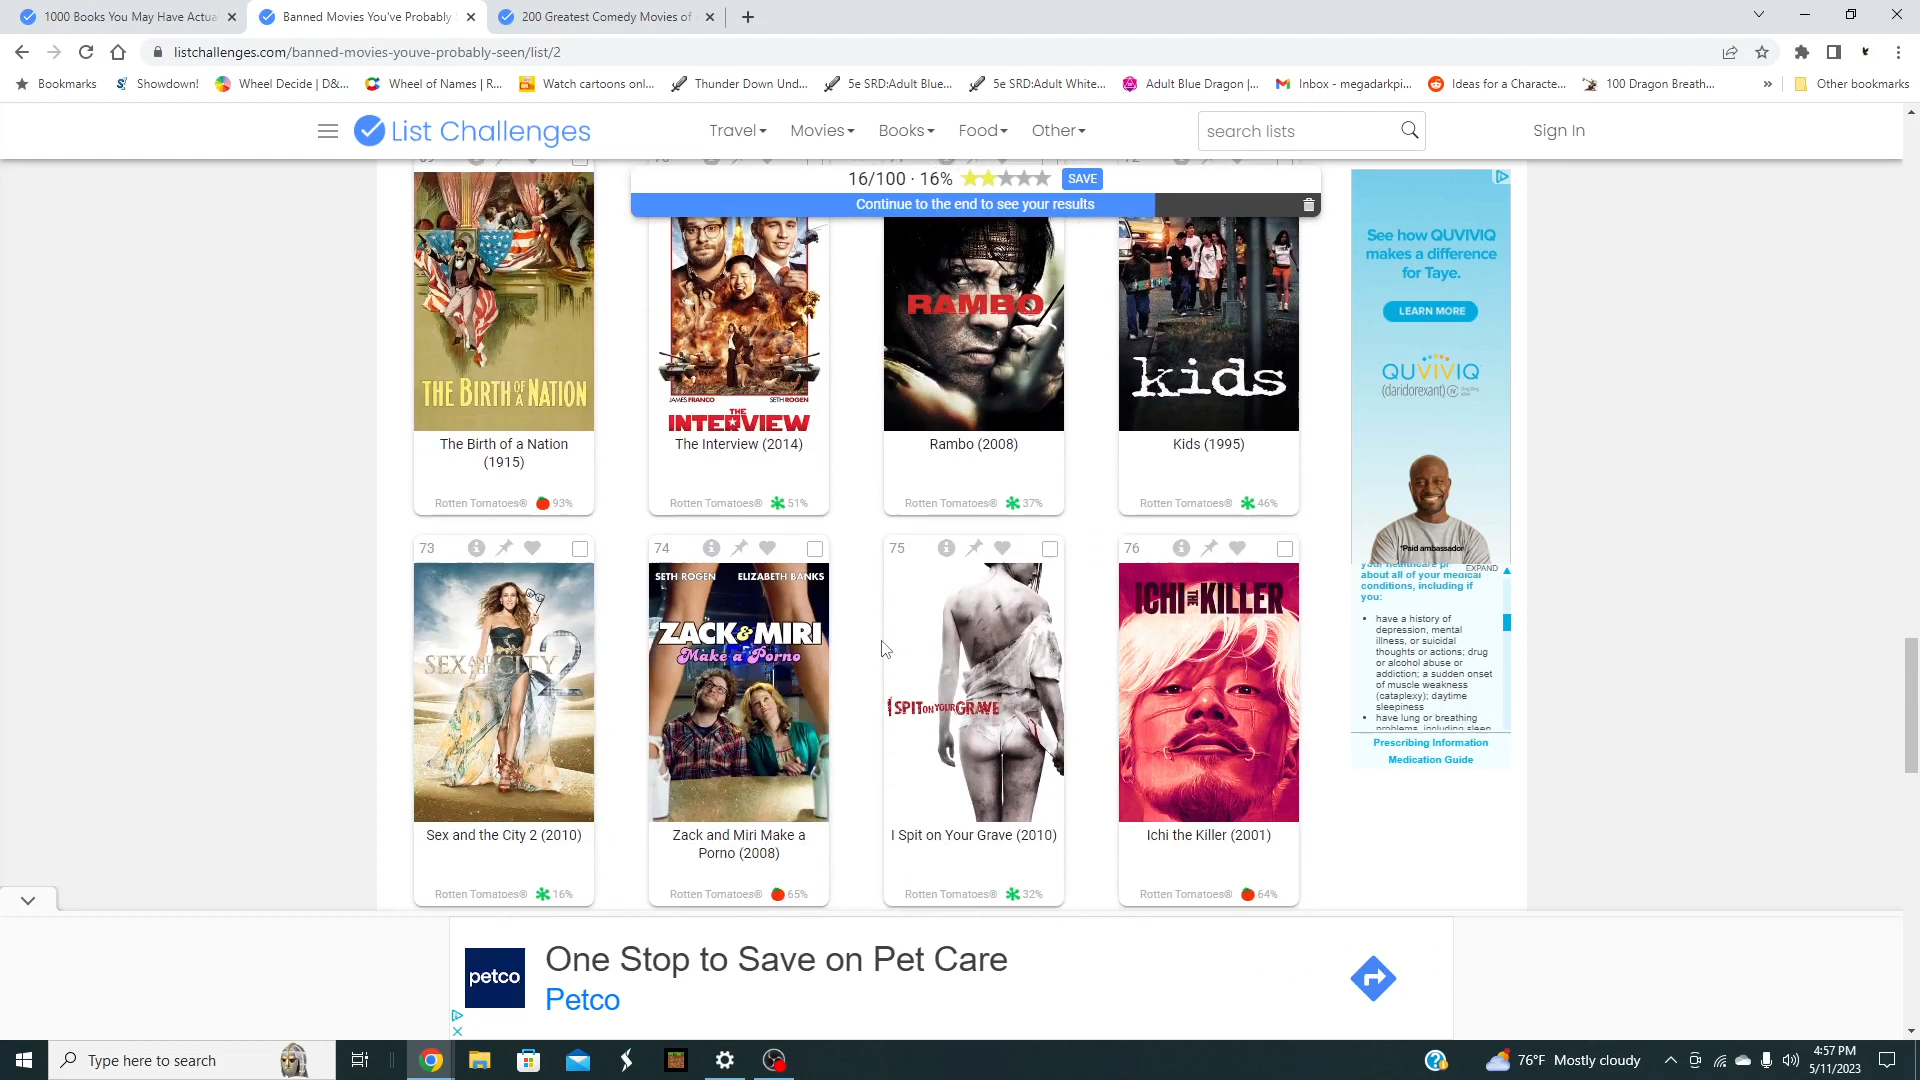 1000 Books You May Have Actua
Banned Movies You've Probably
200 Greatest Comedy Movies of
listchallenges.com/banned-movies-youve-probably-seen/list/2
Bookmarks
Showdown!
Wheel Decide | D&...
Wheel of Names | R...
Watch cartoons onl...
Thunder Down Und...
5e SRD:Adult Blue...
5e SRD:Adult White...
Adult Blue Dragon |...
Inbox - megadarkpi...
Ideas for a Characte...
100 Dragon Breath...
»
Other bookmarks
List Challenges
Travel
Movies
Books
Food
Other
search lists
Sign In
16/100 · 16%
SAVE
Continue to the end to see your results
THE BIRTH OF A NATION
JAMES FRANCO SETH ROGEN
THE INTERVIEW
RAMBO
kids
The Birth of a Nation
(1915)
The Interview (2014)
Rambo (2008)
Kids (1995)
Rotten Tomatoes® 93%
Rotten Tomatoes® 51%
Rotten Tomatoes® 37%
Rotten Tomatoes® 46%
73
74
75
76
SEX AND THE CITY 2
SETH ROGEN ELIZABETH BANKS
ZACK & MIRI
Make a Porno
I SPIT ON YOUR GRAVE
ICHI THE KILLER
Sex and the City 2 (2010)
Zack and Miri Make a
Porno (2008)
I Spit on Your Grave (2010)
Ichi the Killer (2001)
Rotten Tomatoes® 16%
Rotten Tomatoes® 65%
Rotten Tomatoes® 32%
Rotten Tomatoes® 64%
See how QUVIVIQ
makes a difference
for Taye.
LEARN MORE
QUVIVIQ
(daridorexant)
*Paid ambassador
EXPAND
your healthcare pr
about all of your medical
conditions, including if
you:
• have a history of
depression, mental
illness, or suicidal
thoughts or actions; drug
or alcohol abuse or
addiction; a sudden onset
of muscle weakness
(cataplexy); daytime
sleepiness
• have lung or breathing
problems, including sleep
Prescribing Information
Medication Guide
petco
One Stop to Save on Pet Care
Petco
Type here to search
76°F Mostly cloudy
4:57 PM
5/11/2023